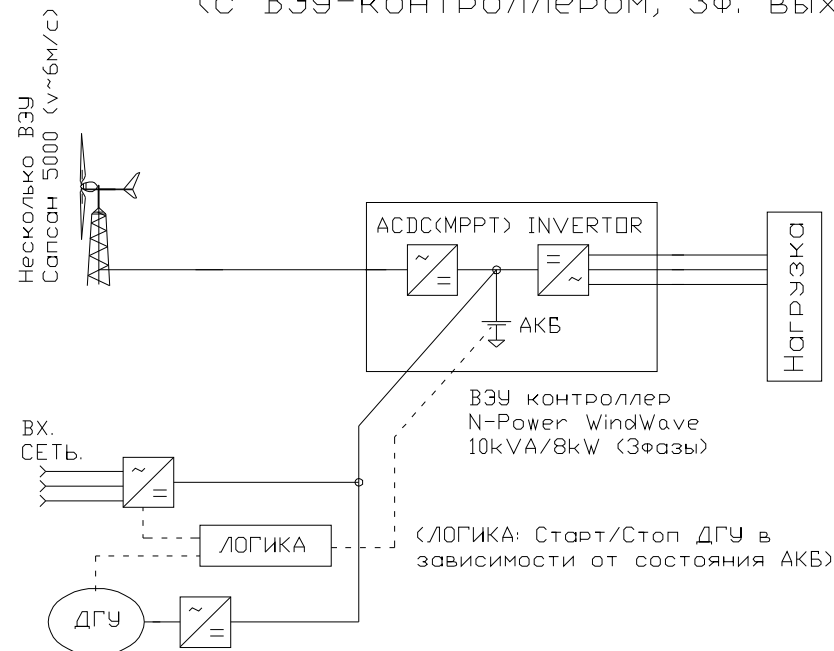 (с ВЭУ-контроллером, 3ф.
Несколько ВЭУ
Сапсан 5000 (v~6м/с)
ACDC(MPPT) INVERTOR
АКБ
Нагрузка
ВЭУ контроллер
N-Power WindWave
10kVA/8kW (3фазы)
ВХ.
СЕТЬ.
ЛОГИКА
(ЛОГИКА: Старт/Стоп ДГУ в
зависимости от состояния АКБ)
ДГУ